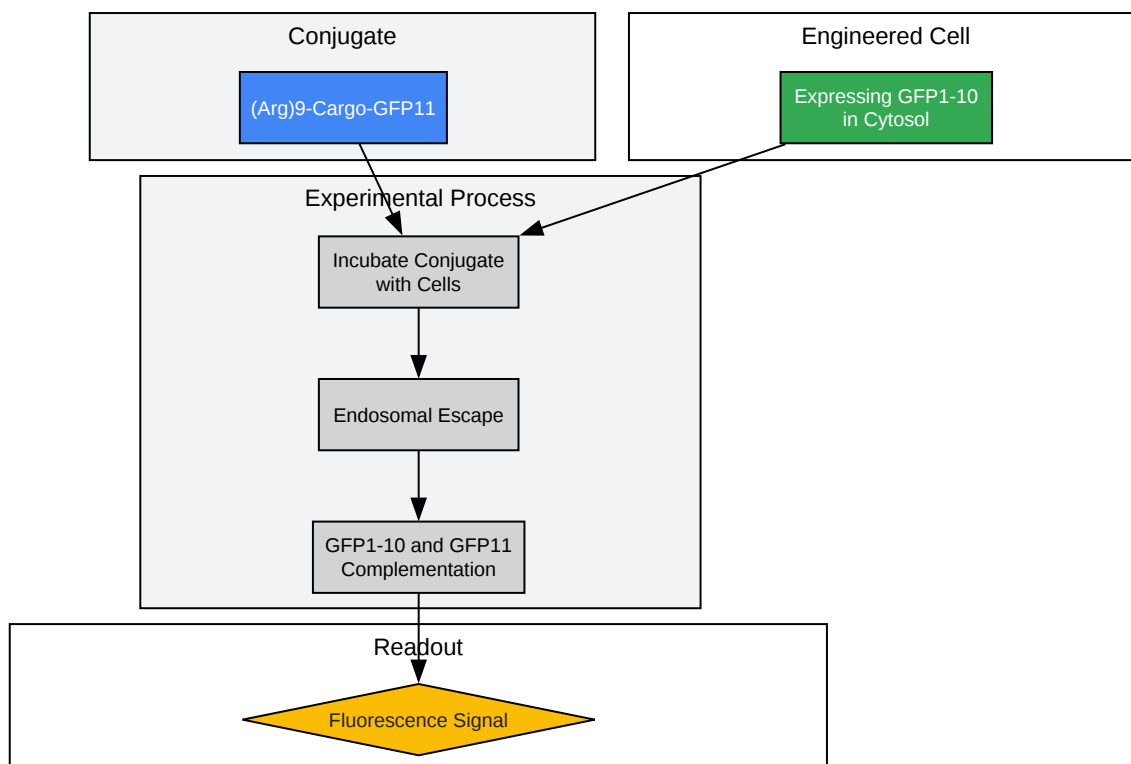 Conjugate
Engineered Cell
(Arg)9-Cargo-GFP11
Expressing GFP1-10
in Cytosol
Experimental Process
Incubate Conjugate
with Cells
Endosomal Escape
GFP1-10 and GFP11
Complementation
Readout
Fluorescence Signal